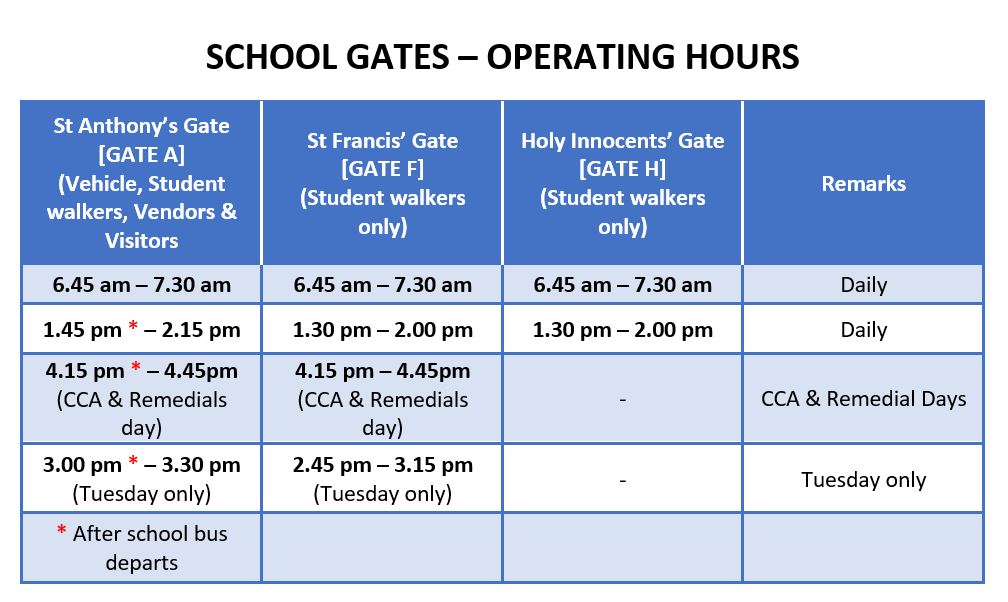 SCHOOL GATES – OPERATING HOURS
St Anthony's Gate
[GATE A]
(Vehicle, Student
walkers, Vendors &
Visitors
St Francis' Gate
[GATE F]
(Student walkers
only)
Holy Innocents' Gate
[GATE H]
(Student walkers
only)
Remarks
6.45 am – 7.30 am
6.45 am – 7.30 am
6.45 am – 7.30 am
Daily
1.45 pm * – 2.15 pm
1.30 pm – 2.00 pm
1.30 pm – 2.00 pm
Daily
4.15 pm * – 4.45pm
(CCA & Remedials
day)
4.15 pm – 4.45pm
(CCA & Remedials
day)
-
CCA & Remedial Days
3.00 pm * – 3.30 pm
(Tuesday only)
2.45 pm – 3.15 pm
(Tuesday only)
-
Tuesday only
* After school bus
departs